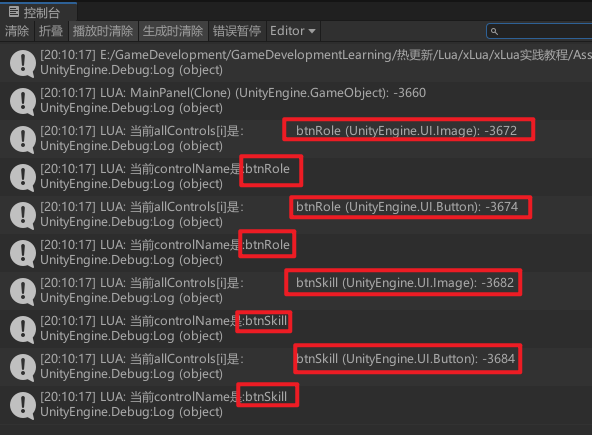 控制台
清除 折叠 播放时清除 生成时清除 错误暂停 Editor
[20:10:17] E:/GameDevelopment/GameDevelopmentLearning/热更新/Lua/xLua/xLua实践教程/Ass
UnityEngine.Debug:Log (object)
[20:10:17] LUA: MainPanel(Clone) (UnityEngine.GameObject): -3660
UnityEngine.Debug:Log (object)
[20:10:17] LUA: 当前allControls[i]是: btnRole (UnityEngine.UI.Image): -3672
UnityEngine.Debug:Log (object)
[20:10:17] LUA: 当前controlName是:btnRole
UnityEngine.Debug:Log (object)
[20:10:17] LUA: 当前allControls[i]是: btnRole (UnityEngine.UI.Button): -3674
UnityEngine.Debug:Log (object)
[20:10:17] LUA: 当前controlName是:btnRole
UnityEngine.Debug:Log (object)
[20:10:17] LUA: 当前allControls[i]是: btnSkill (UnityEngine.UI.Image): -3682
UnityEngine.Debug:Log (object)
[20:10:17] LUA: 当前controlName是:btnSkill
UnityEngine.Debug:Log (object)
[20:10:17] LUA: 当前allControls[i]是: btnSkill (UnityEngine.UI.Button): -3684
UnityEngine.Debug:Log (object)
[20:10:17] LUA: 当前controlName是:btnSkill
UnityEngine.Debug:Log (object)